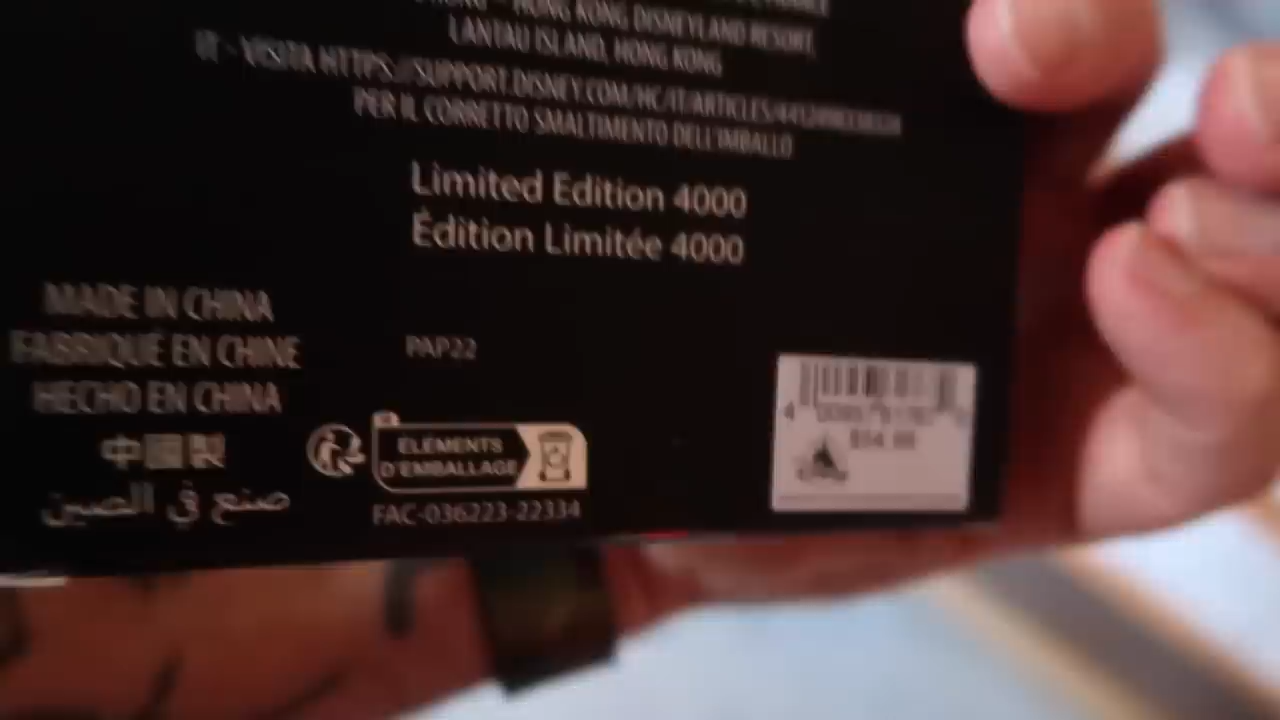 HONG KONG DISNEYLAND RESORT,
LANTAU ISLAND, HONG KONG
IT - VISITA HTTPS://SUPPORT.DISNEY.COM/HC/IT/ARTICLES/
PER IL CORRETTO SMALTIMENTO DELL'IMBALLO
Limited Edition 4000
Édition Limitée 4000
MADE IN CHINA
FABRIQUÉ EN CHINE
HECHO EN CHINA
中國製
صنع في الصين
PAP22
ÉLÉMENTS
D'EMBALLAGE
FAC-036223-22334